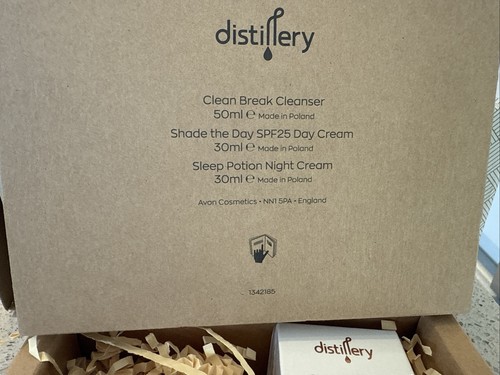 distillery
Clean Break Cleanser
50ml ℮ Made in Poland
Shade the Day SPF25 Day Cream
30ml ℮ Made in Poland
Sleep Potion Night Cream
30ml ℮ Made in Poland
Avon Cosmetics • NN1 5PA • England
1342185
distillery